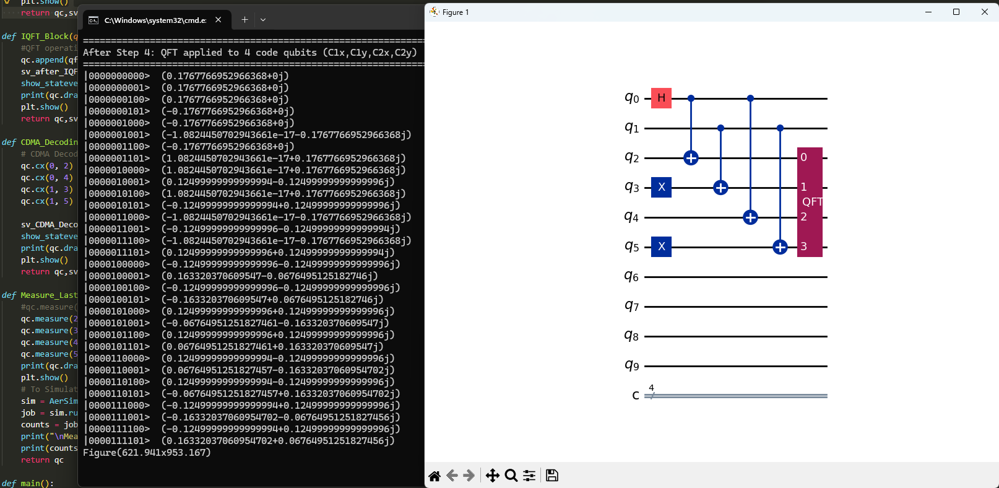 plt.show()
return qc,sv
def IQFT_Block(q
#QFT operati
qc.append(qf
sv_after_IQF
show_stateve
print(qc.dra
plt.show()
return qc,sv
def CDMA_Decodin
# CDMA Decod
qc.cx(0, 2)
qc.cx(0, 4)
qc.cx(1, 3)
qc.cx(1, 5)
sv_CDMA_Deco
show_stateve
print(qc.dra
plt.show()
return qc,sv
def Measure_Last
#qc.measure(
qc.measure(2
qc.measure(3
qc.measure(4
qc.measure(5
print(qc.dra
plt.show()
# To Simulat
sim = AerSim
job = sim.ru
counts = job
print("\nMea
print(counts
return qc
def main():
C:\Windows\system32\cmd.e
====================================================================
After Step 4: QFT applied to 4 code qubits (C1x,C1y,C2x,C2y)
====================================================================
|0000000000> (0.1767766952966368+0j)
|0000000001> (0.1767766952966368+0j)
|0000000100> (0.1767766952966368+0j)
|0000000101> (-0.1767766952966368+0j)
|0000001000> (-0.1767766952966368+0j)
|0000001001> (-1.0824450702943661e-17-0.1767766952966368j)
|0000001100> (-0.1767766952966368+0j)
|0000001101> (1.0824450702943661e-17+0.1767766952966368j)
|0000010000> (1.0824450702943661e-17+0.1767766952966368j)
|0000010001> (0.12499999999999994-0.12499999999999996j)
|0000010100> (1.0824450702943661e-17+0.1767766952966368j)
|0000010101> (-0.12499999999999994+0.12499999999999996j)
|0000011000> (-1.0824450702943661e-17-0.1767766952966368j)
|0000011001> (-0.12499999999999996-0.12499999999999994j)
|0000011100> (-1.0824450702943661e-17-0.1767766952966368j)
|0000011101> (0.12499999999999996+0.12499999999999994j)
|0000100000> (-0.12499999999999996-0.12499999999999996j)
|0000100001> (0.163320370609547-0.0676495125182746j)
|0000100100> (-0.12499999999999996-0.12499999999999996j)
|0000100101> (-0.163320370609547+0.0676495125182746j)
|0000101000> (0.12499999999999996+0.12499999999999996j)
|0000101001> (-0.06764951251827461-0.163320370609547j)
|0000101100> (0.12499999999999996+0.12499999999999996j)
|0000101101> (0.06764951251827461+0.163320370609547j)
|0000110000> (0.12499999999999994-0.12499999999999996j)
|0000110001> (0.06764951251827457-0.16332037060954702j)
|0000110100> (0.12499999999999994-0.12499999999999996j)
|0000110101> (-0.06764951251827457+0.16332037060954702j)
|0000111000> (-0.12499999999999994+0.12499999999999996j)
|0000111001> (-0.16332037060954702-0.06764951251827456j)
|0000111100> (-0.12499999999999994+0.12499999999999996j)
|0000111101> (0.16332037060954702+0.06764951251827456j)
Figure(621.941x953.167)
Figure 1
q0 H
q1
q2 0
q3 X 1
QFT
q4 2
q5 X 3
q6
q7
q8
q9
4
c